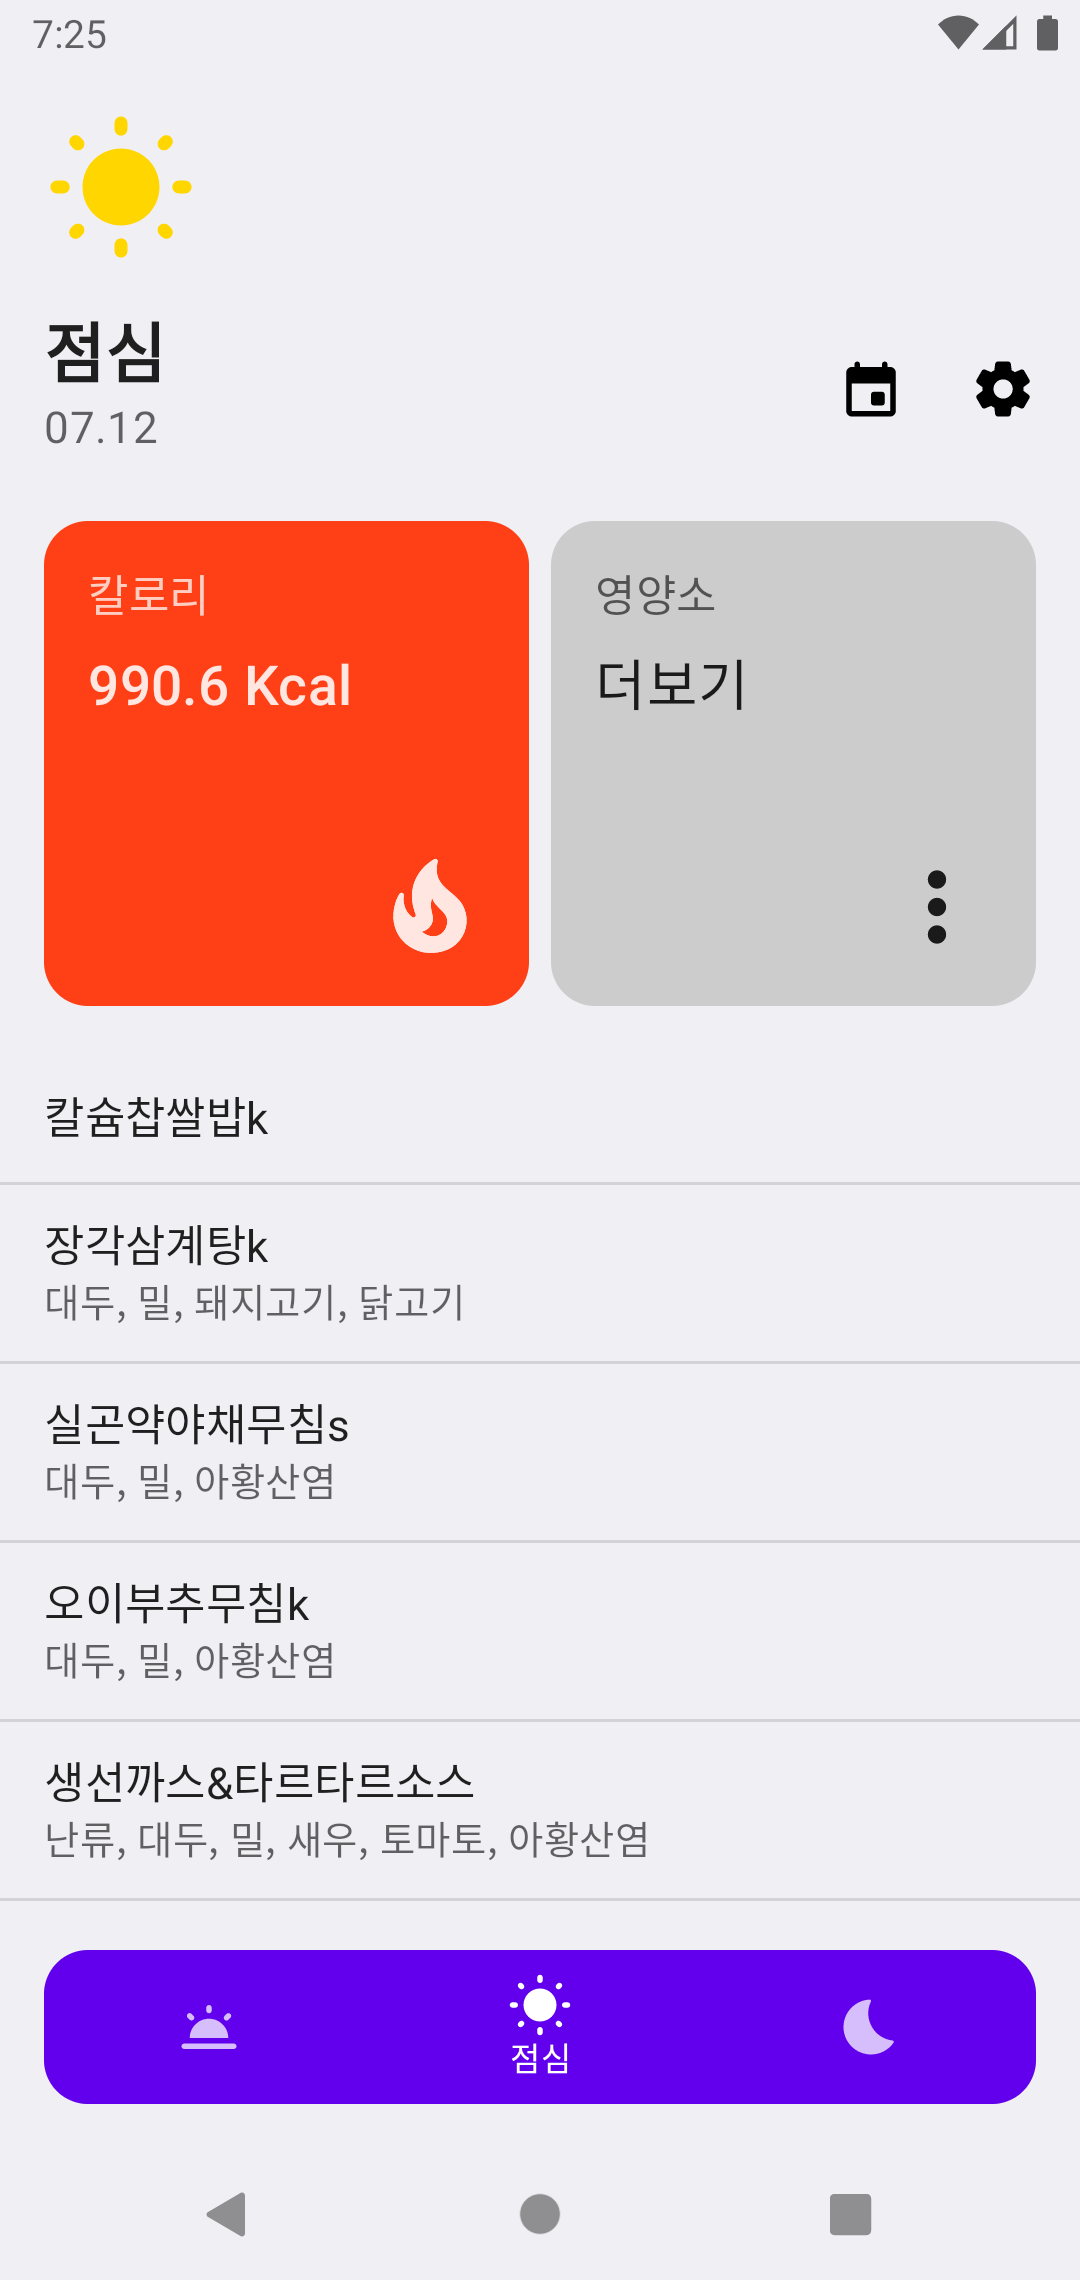 7:25
점심
07.12
칼로리
990.6 Kcal
영양소
더보기
칼슘찹쌀밥k
장각삼계탕k
대두, 밀, 돼지고기, 닭고기
실곤약야채무침s
대두, 밀, 아황산염
오이부추무침k
대두, 밀, 아황산염
생선까스&타르타르소스
난류, 대두, 밀, 새우, 토마토, 아황산염
점심